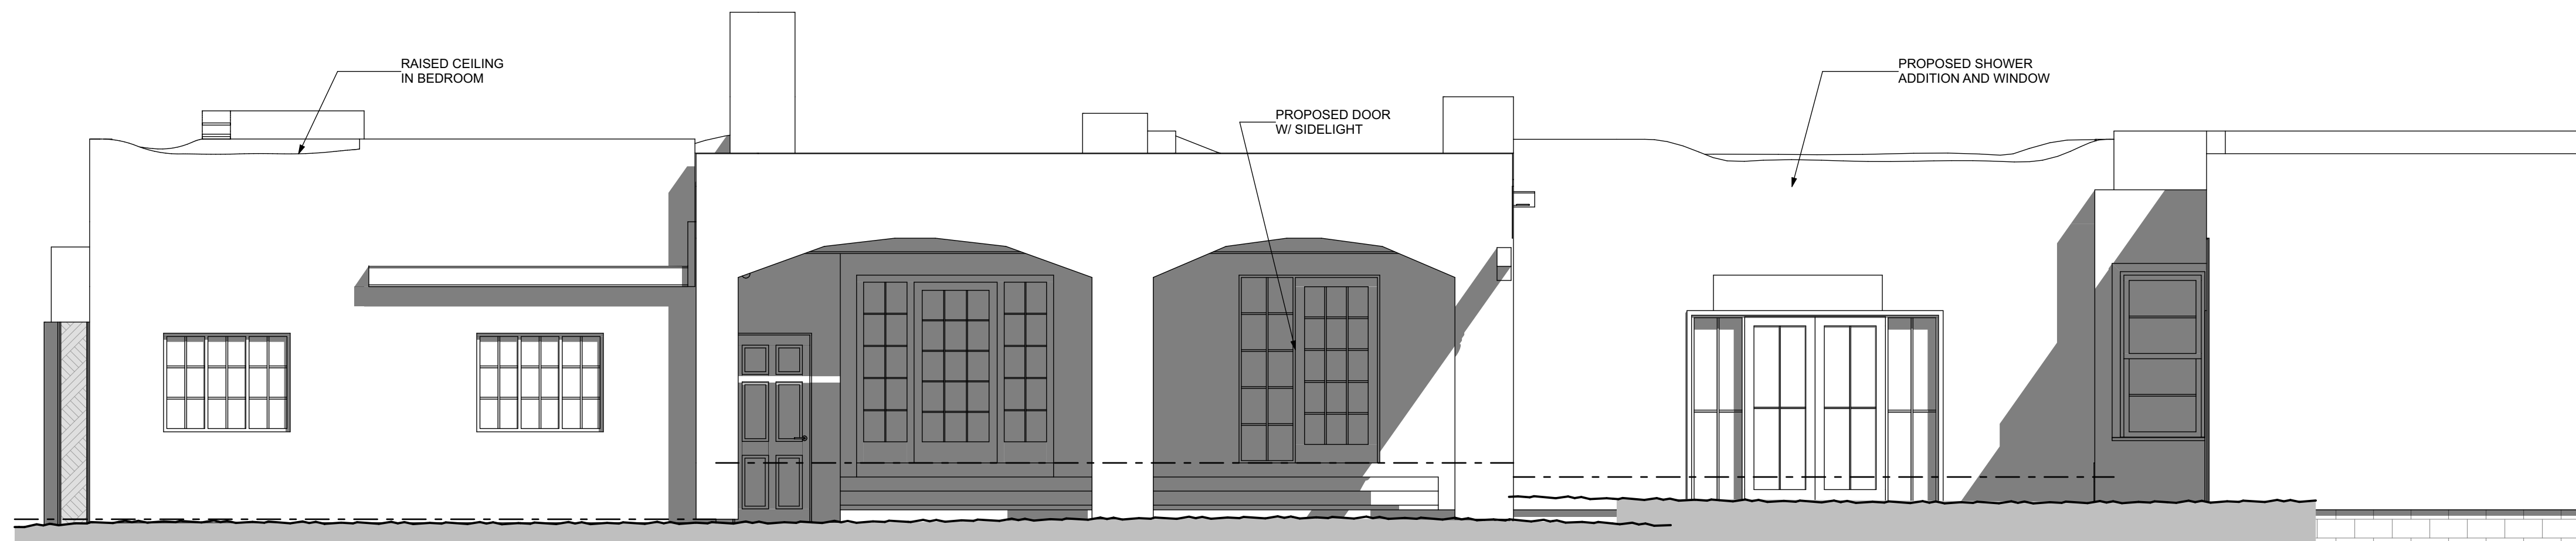 RAISED CEILING
IN BEDROOM
PROPOSED DOOR
W/ SIDELIGHT
PROPOSED SHOWER
ADDITION AND WINDOW